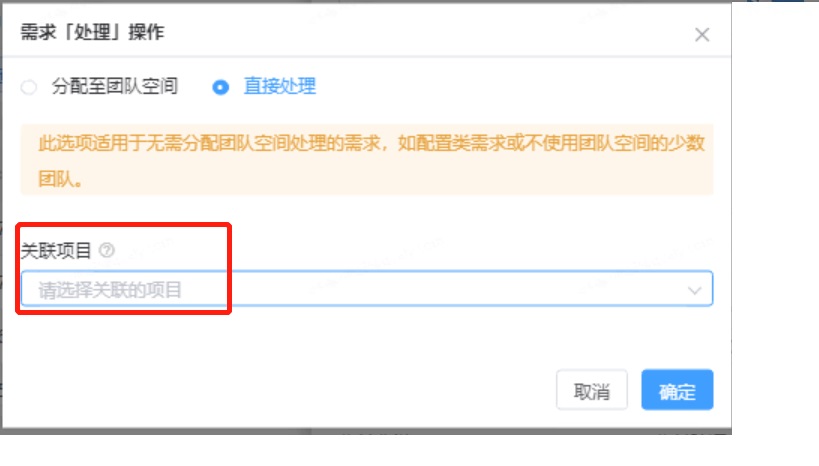 需求「处理」操作
分配至团队空间 直接处理
此选项适用于无需分配团队空间处理的需求，如配置类需求或不使用团队空间的少数
团队。
关联项目
请选择关联的项目
取消 确定